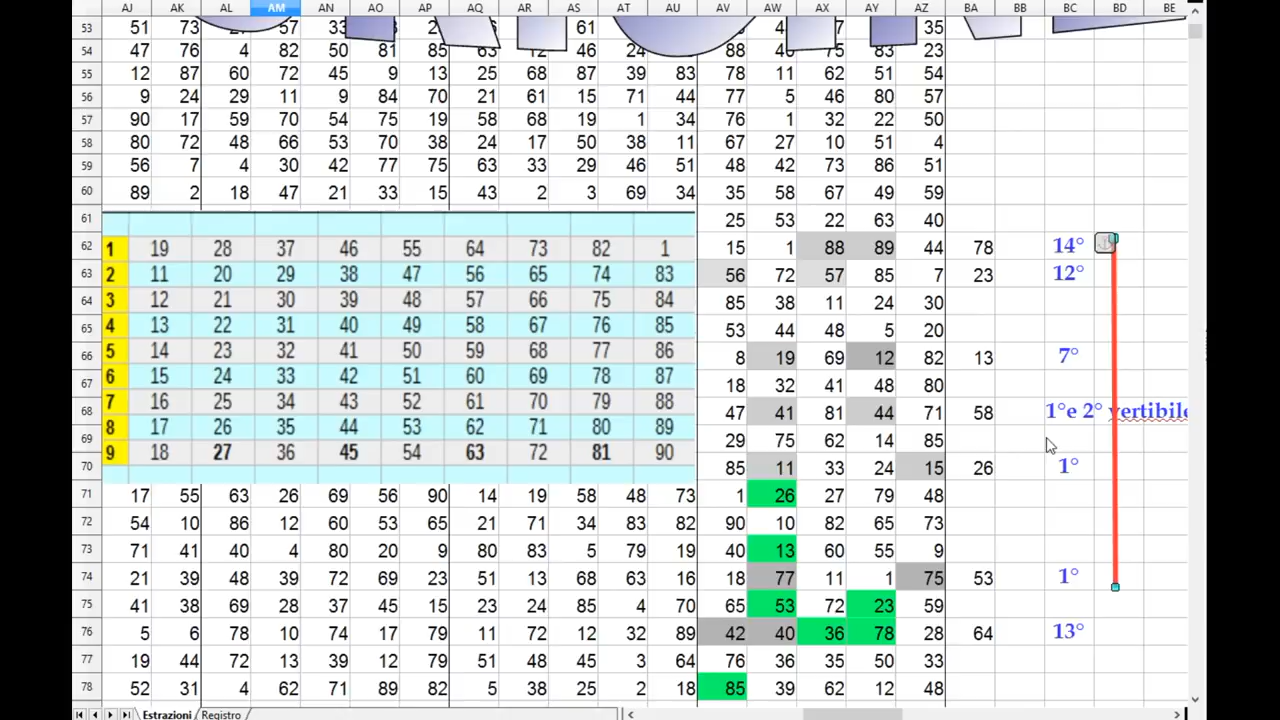 AJ AK AL AM AN AO AP AQ AR AS AT AU AV AW AX AY AZ BA BB BC BD BE
53 51 73 57 33 61 35
54 47 76 4 82 50 81 85 63 12 46 24 88 75 83 23
55 12 87 60 72 45 9 13 25 68 87 39 83 78 11 62 51 54
56 9 24 29 11 9 84 70 21 61 15 71 44 77 5 46 80 57
57 90 17 59 70 54 75 19 58 68 19 1 34 76 1 32 22 50
58 80 72 48 66 53 70 38 24 17 50 38 11 67 27 10 51 4
59 56 7 4 30 42 77 75 63 33 29 46 51 48 42 73 86 51
60 89 2 18 47 21 33 15 43 2 3 69 34 35 58 67 49 59
61 25 53 22 63 40
62 1 19 28 37 46 55 64 73 82 1 15 1 88 89 44 78 14°
63 2 11 20 29 38 47 56 65 74 83 56 72 57 85 7 23 12°
64 3 12 21 30 39 48 57 66 75 84 85 38 11 24 30
65 4 13 22 31 40 49 58 67 76 85 53 44 48 5 20
66 5 14 23 32 41 50 59 68 77 86 8 19 69 12 82 13 7°
67 6 15 24 33 42 51 60 69 78 87 18 32 41 48 80
68 7 16 25 34 43 52 61 70 79 88 47 41 81 44 71 58 1°e 2° vertibile
69 8 17 26 35 44 53 62 71 80 89 29 75 62 14 85
70 9 18 27 36 45 54 63 72 81 90 85 11 33 24 15 26 1°
71 17 55 63 26 69 56 90 14 19 58 48 73 1 26 27 79 48
72 54 10 86 12 60 53 65 21 71 34 83 82 90 10 82 65 73
73 71 41 40 4 80 20 9 80 83 5 79 19 40 13 60 55 9
74 21 39 48 39 72 69 23 51 13 68 63 16 18 77 11 1 75 53 1°
75 41 38 69 28 37 45 15 23 24 85 4 70 65 53 72 23 59
76 5 6 78 10 74 17 79 11 72 12 32 89 42 40 36 78 28 64 13°
77 19 44 72 13 39 12 79 51 48 45 3 64 76 36 35 50 33
78 52 31 4 62 71 89 82 5 38 25 2 18 85 39 62 12 48
Estrazioni Registro